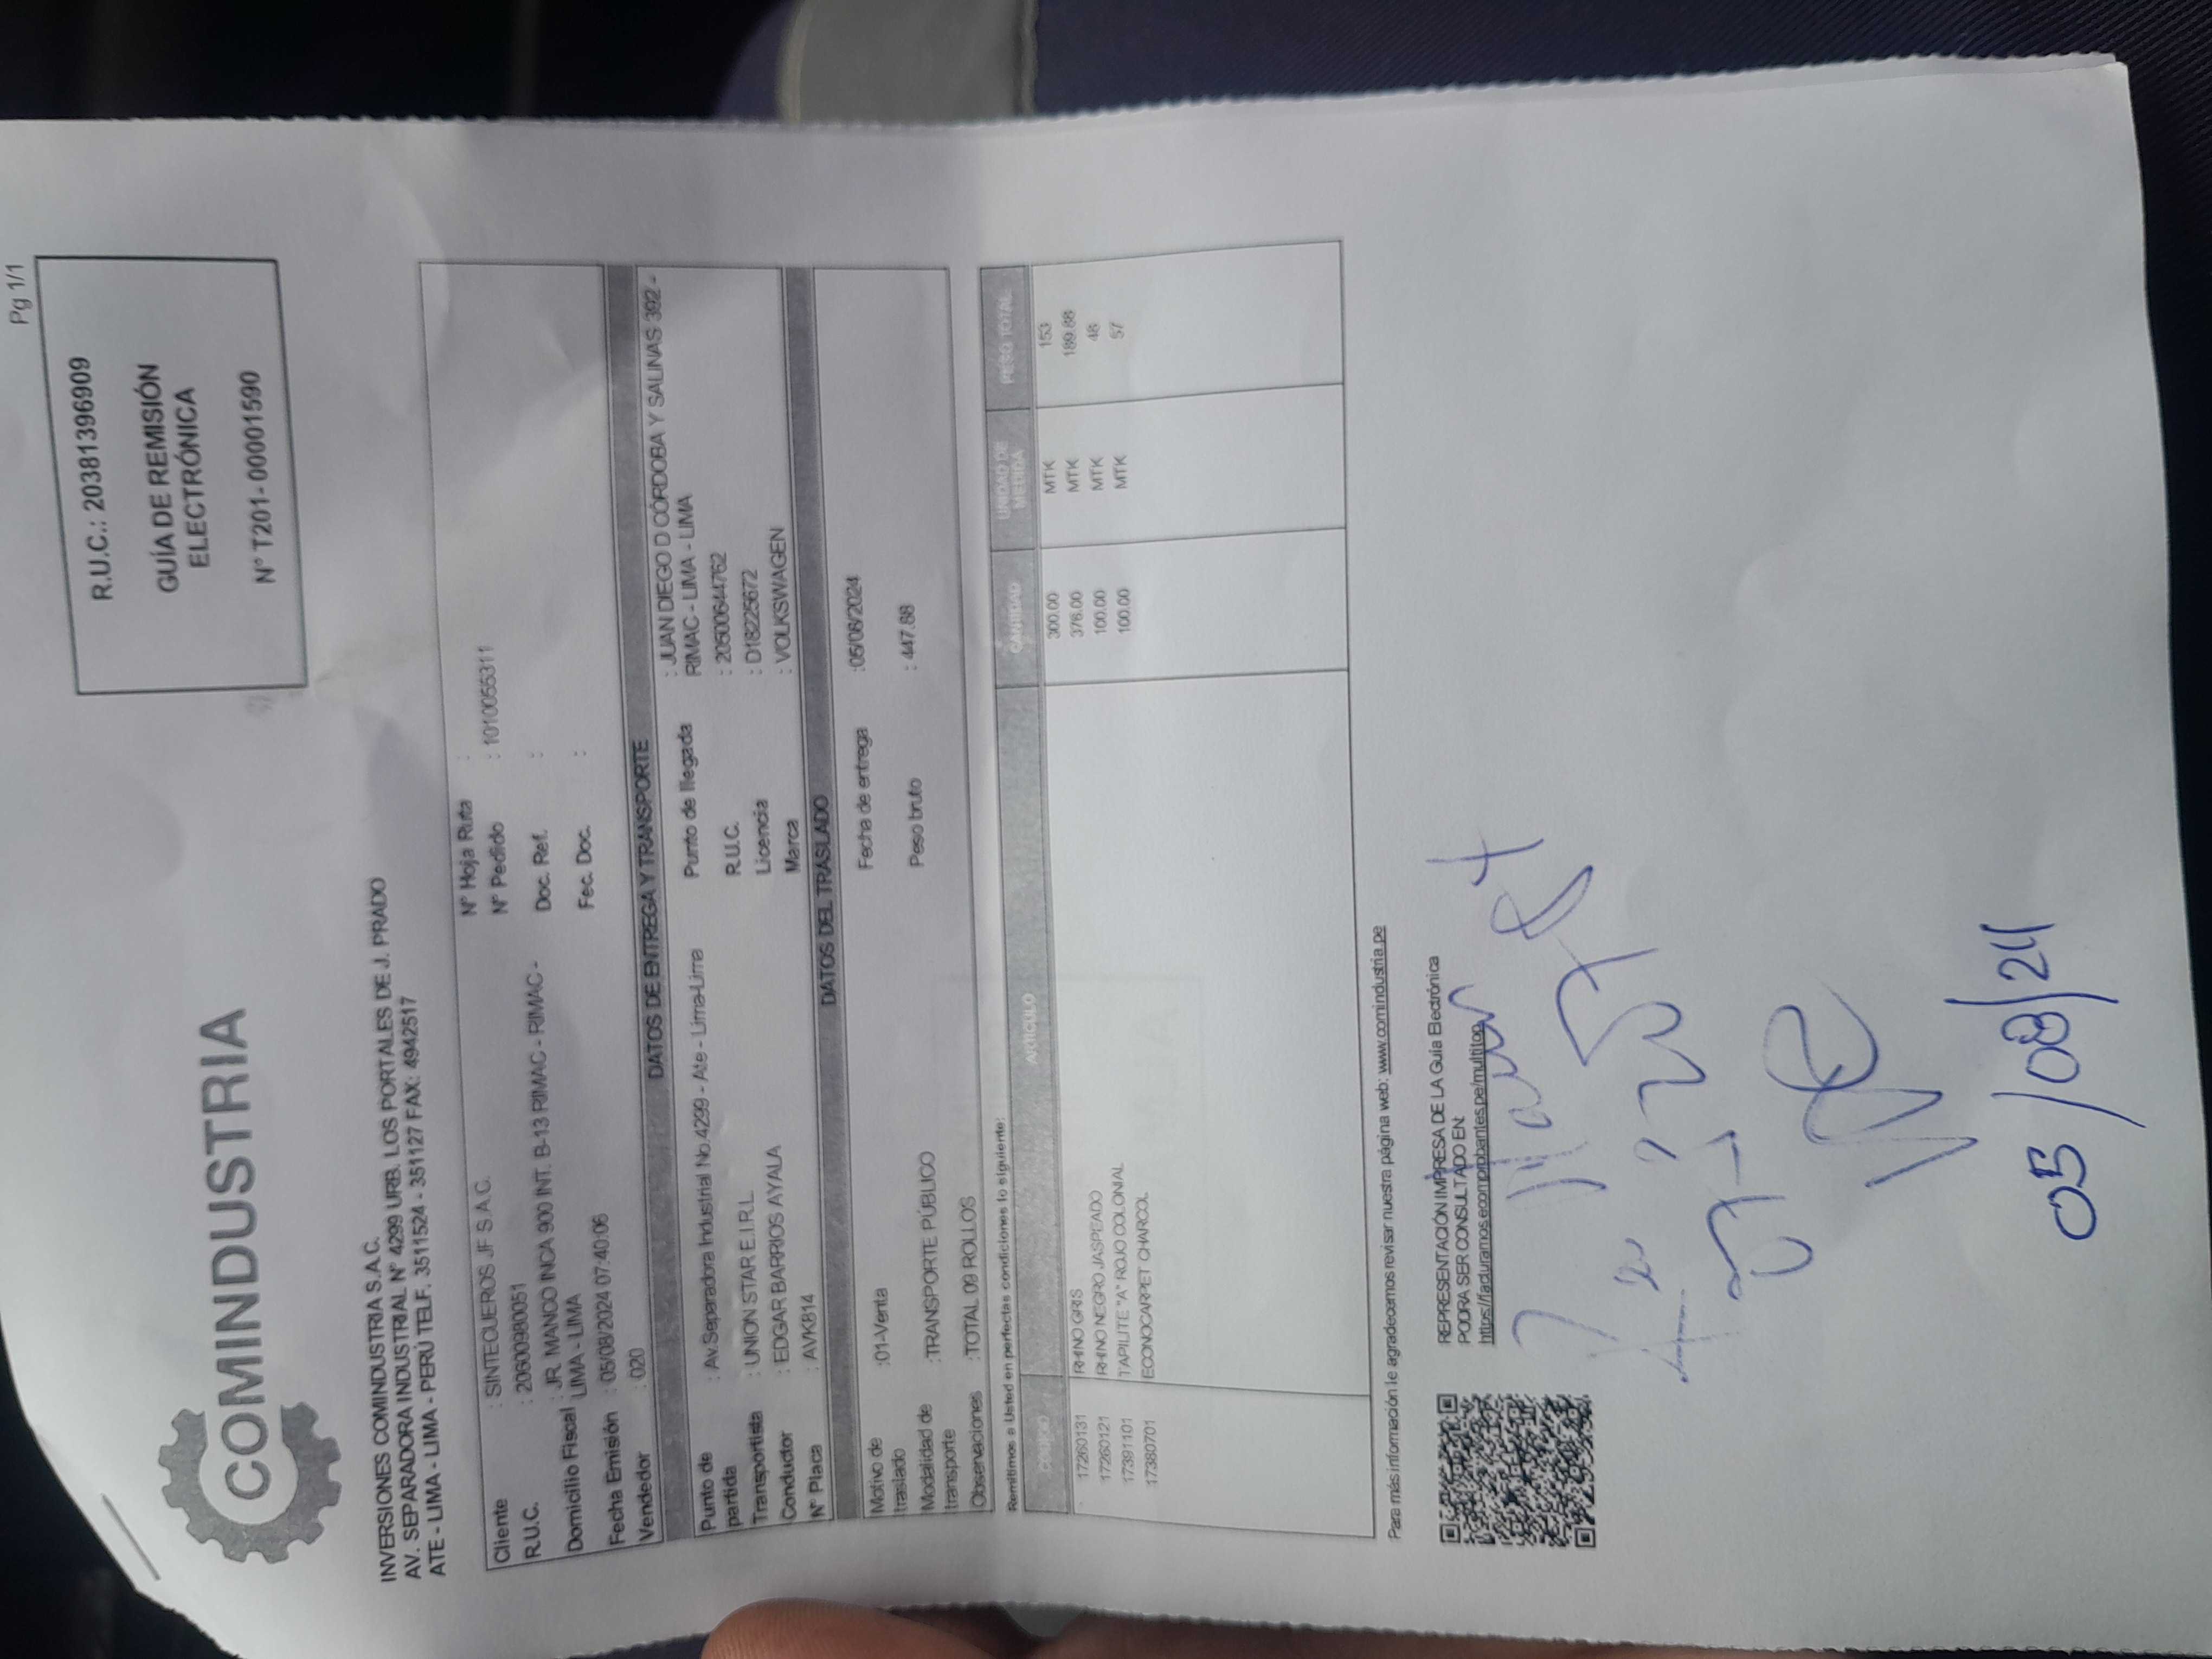 Pg 1/1
COMINDUSTRIA
R.U.C.: 20381396909
GUÍA DE REMISIÓN
ELECTRÓNICA
N° T201- 00001590
INVERSIONES COMINDUSTRIA S.A.C.
AV. SEPARADORA INDUSTRIAL N° 4299 URB. LOS PORTALES DE J. PRADO
ATE - LIMA - PERÚ TELF. 3511524 - 351127 FAX: 4942517
Cliente : SINTECUEROS JF S.A.C. N° Hoja Ruta :
R.U.C. : 20600980051 N° Pedido : 1010055311
Domicilio Fiscal : JR. MANCO INCA 900 INT. B-13 RIMAC - RIMAC - Doc. Ref. :
LIMA - LIMA
Fecha Emisión : 05/08/2024 07:40:06 Fec. Doc. :
Vendedor : 020
DATOS DE ENTREGA Y TRANSPORTE
Punto de partida : Av.Separadora Industrial No.4299 - Ate - Lima-Lima Punto de llegada : JUAN DIEGO D CÓRDOBA Y SALINAS 392 -
RIMAC - LIMA - LIMA
Transportista : UNION STAR E.I.R.L. R.U.C. : 20500644762
Conductor : EDGAR BARRIOS AYALA Licencia : D18225672
N° Placa : AVK814 Marca : VOLKSWAGEN
DATOS DEL TRASLADO
Motivo de traslado :01-Venta Fecha de entrega :05/08/2024
Modalidad de transporte :TRANSPORTE PÚBLICO Peso bruto : 447.88
Observaciones :TOTAL 09 ROLLOS
Remitimos a Usted en perfectas condiciones lo siguiente:
CODIGO ARTICULO CANTIDAD UNIDAD DE MEDIDA PESO TOTAL
17260131 RHINO GRIS 300.00 MTK 153
17260121 RHINO NEGRO JASPEADO 376.00 MTK 189.88
17391101 TAPILITE "A" ROJO COLONIAL 100.00 MTK 48
17380701 ECONOCARPET CHARCOL 100.00 MTK 57
Para más información le agradecemos revisar nuestra página web: www.comindustria.pe
REPRESENTACIÓN IMPRESA DE LA Guía Electrónica
PODRA SER CONSULTADO EN:
https://facturamos.ecomprobantes.pe/multitop
05/08/24